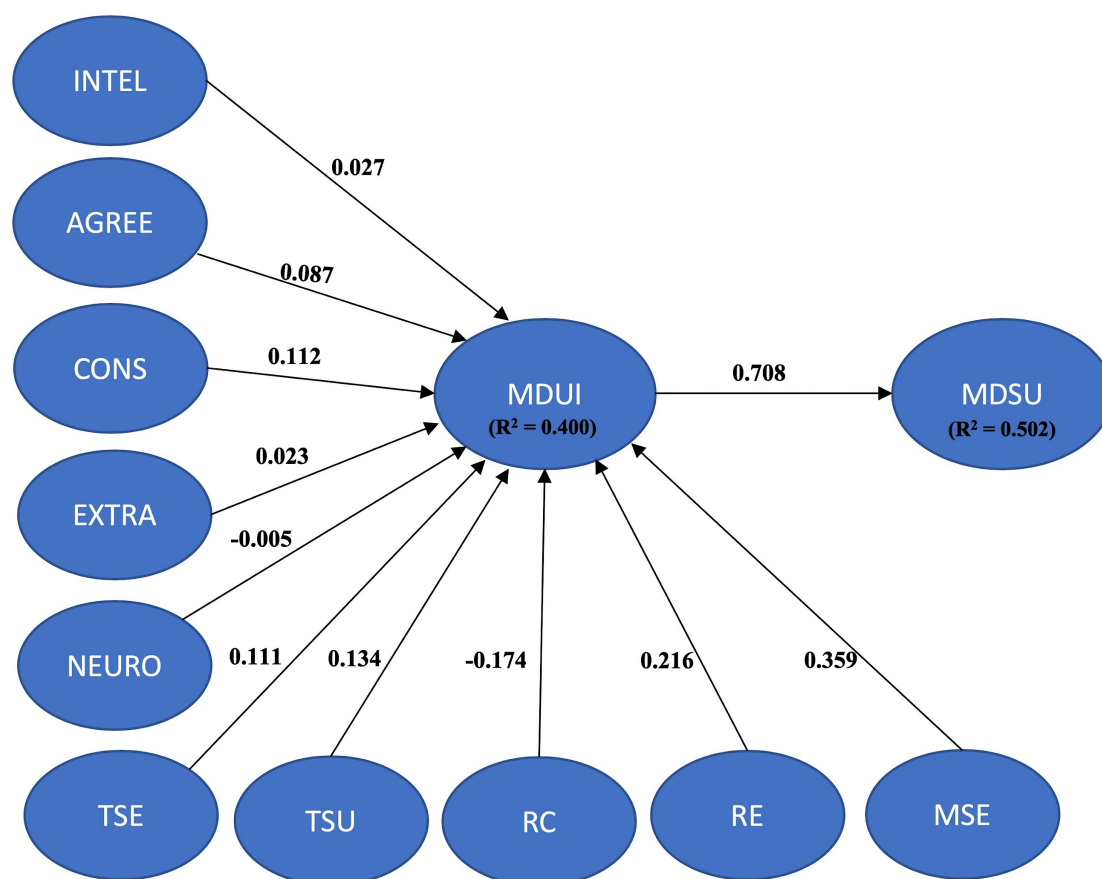 INTEL
0.027
AGREE
0.087
CONS
0.112
MDUI
(R² = 0.400)
0.708
MDSU
(R² = 0.502)
EXTRA
0.023
-0.005
NEURO
0.111
0.134
-0.174
0.216
0.359
TSE
TSU
RC
RE
MSE